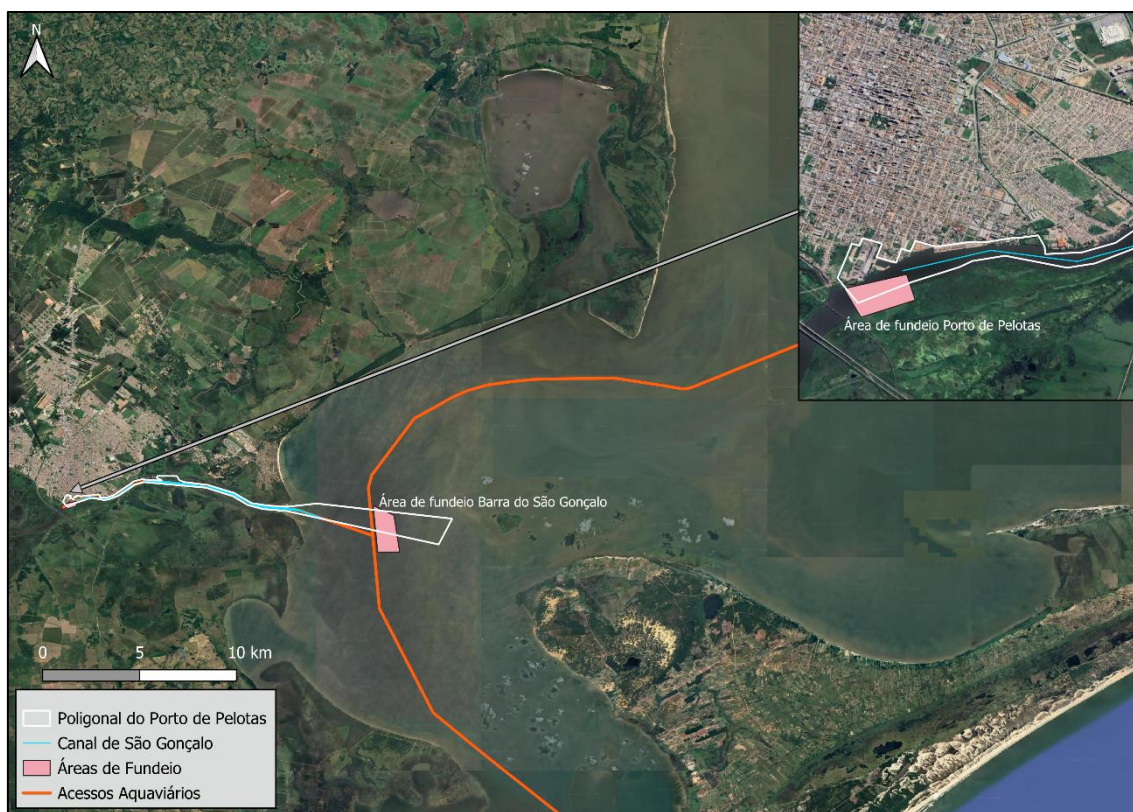 N
Área de fundeio Porto de Pelotas
Área de fundeio Barra do São Gonçalo
0 5 10 km
Poligonal do Porto de Pelotas
Canal de São Gonçalo
Áreas de Fundeio
Acessos Aquaviários